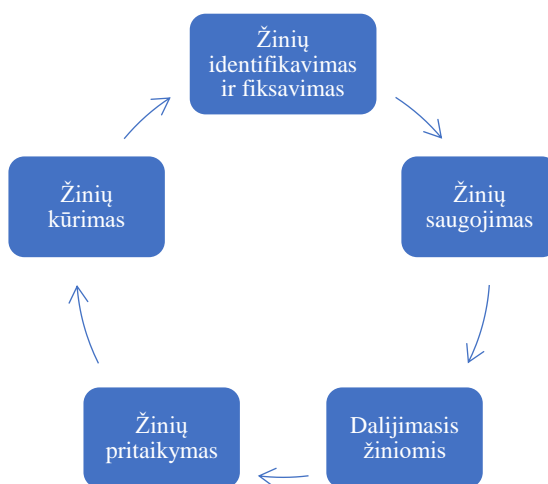 Žinių
identifikavimas
ir fiksavimas
Žinių
saugojimas
Dalijimasis
žiniomis
Žinių
pritaikymas
Žinių
kūrimas